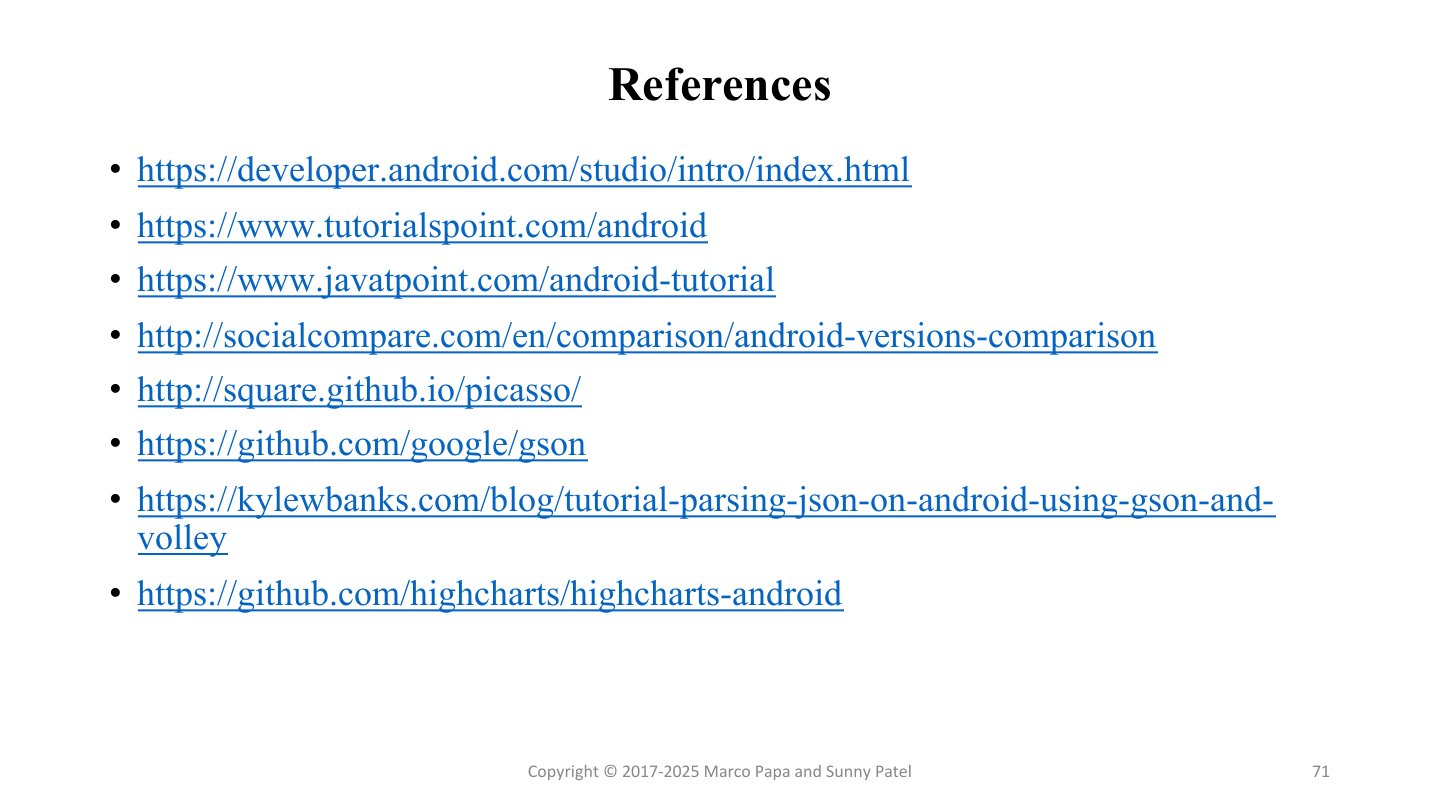 References
• https://developer.android.com/studio/intro/index.html
• https://www.tutorialspoint.com/android
• https://www.javatpoint.com/android-tutorial
• http://socialcompare.com/en/comparison/android-versions-comparison
• http://square.github.io/picasso/
• https://github.com/google/gson
• https://kylewbanks.com/blog/tutorial-parsing-json-on-android-using-gson-and-
volley
• https://github.com/highcharts/highcharts-android
Copyright © 2017-2025 Marco Papa and Sunny Patel
71